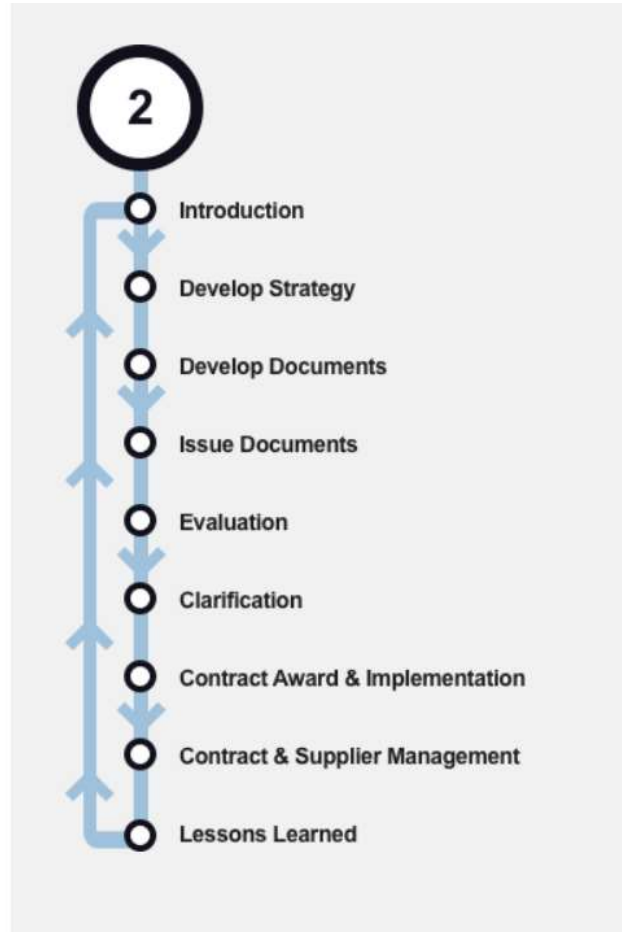 2
Introduction
Develop Strategy
Develop Documents
Issue Documents
Evaluation
Clarification
Contract Award & Implementation
Contract & Supplier Management
Lessons Learned